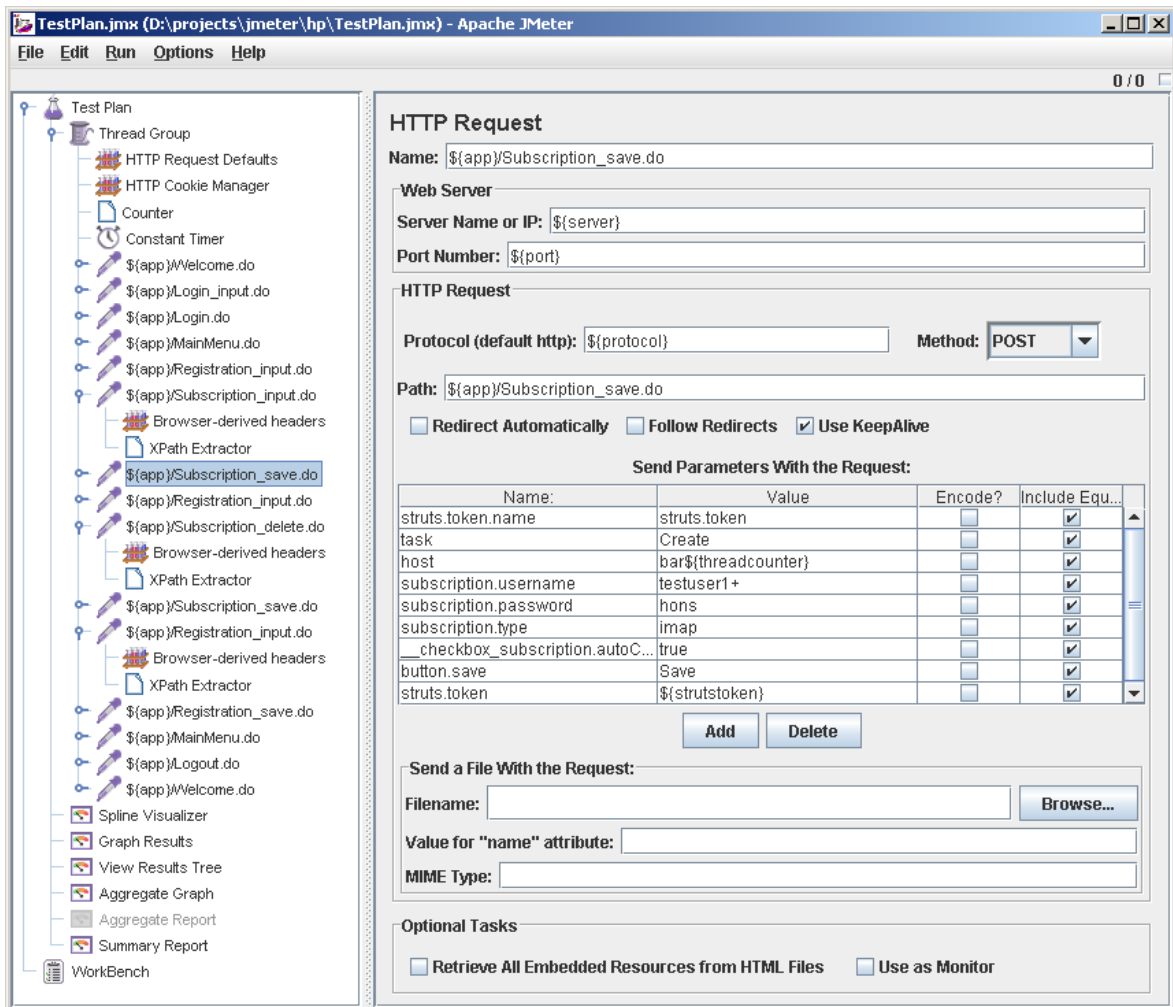 TestPlan.jmx (D:\projects\jmeter\hp\TestPlan.jmx) - Apache JMeter
File Edit Run Options Help
0 / 0
Test Plan
Thread Group
HTTP Request Defaults
HTTP Cookie Manager
Counter
Constant Timer
${app}/Welcome.do
${app}/Login_input.do
${app}/Login.do
${app}/MainMenu.do
${app}/Registration_input.do
${app}/Subscription_input.do
Browser-derived headers
XPath Extractor
${app}/Subscription_save.do
${app}/Registration_input.do
${app}/Subscription_delete.do
Browser-derived headers
XPath Extractor
${app}/Subscription_save.do
${app}/Registration_input.do
Browser-derived headers
XPath Extractor
${app}/Registration_save.do
${app}/MainMenu.do
${app}/Logout.do
${app}/Welcome.do
Spline Visualizer
Graph Results
View Results Tree
Aggregate Graph
Aggregate Report
Summary Report
WorkBench
HTTP Request
Name: ${app}/Subscription_save.do
Web Server
Server Name or IP: ${server}
Port Number: ${port}
HTTP Request
Protocol (default http): ${protocol} Method: POST
Path: ${app}/Subscription_save.do
Redirect Automatically Follow Redirects Use KeepAlive
Send Parameters With the Request:
Name: Value Encode? Include Equ...
struts.token.name struts.token
task Create
host bar${threadcounter}
subscription.username testuser1+
subscription.password hons
subscription.type imap
__checkbox_subscription.autoC... true
button.save Save
struts.token ${strutstoken}
Add Delete
Send a File With the Request:
Filename: Browse...
Value for "name" attribute:
MIME Type:
Optional Tasks
Retrieve All Embedded Resources from HTML Files Use as Monitor